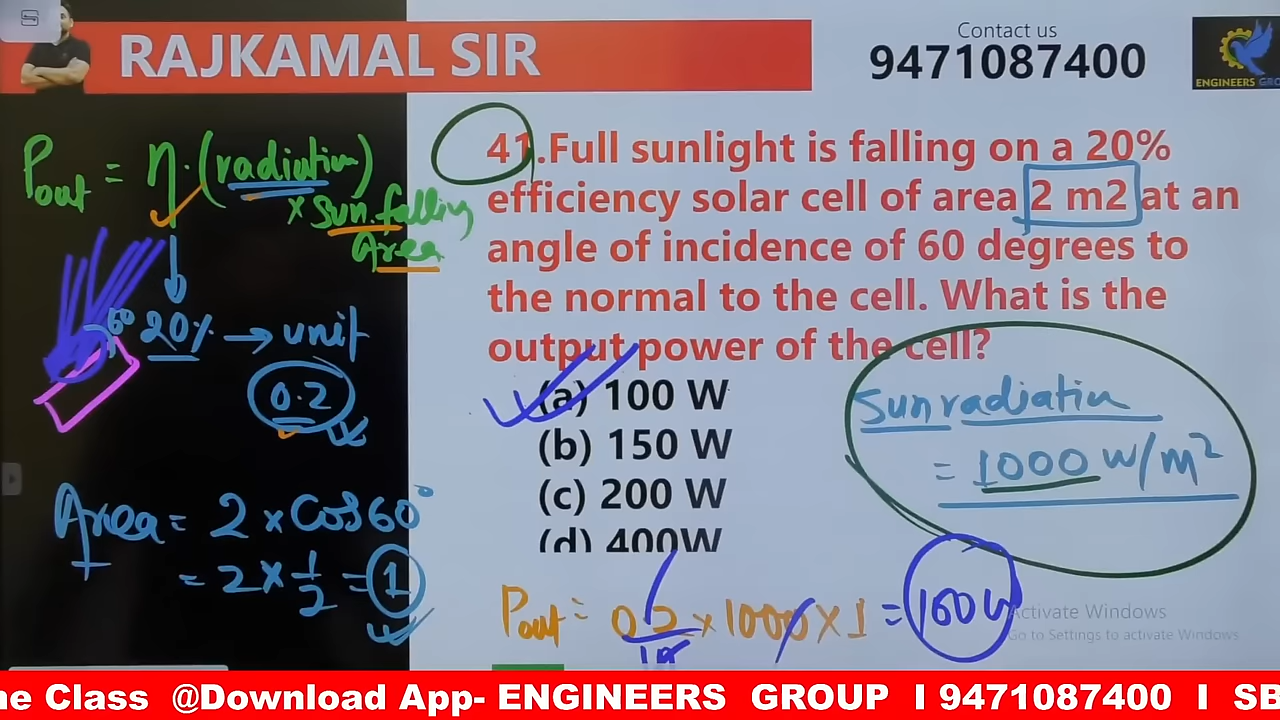 RAJKAMAL SIR
Contact us
9471087400
ENGINEERS GRO
41.Full sunlight is falling on a 20%
efficiency solar cell of area 2 m2 at an
angle of incidence of 60 degrees to
the normal to the cell. What is the
output power of the cell?
(a) 100 W
(b) 150 W
(c) 200 W
(d) 400W
Pout = η.(radiation)
× sun.falling
Area
60
20% → unit
0.2
Area = 2 × Cos60°
= 2 × 1/2 = 1
Sunradiation
= 1000 W/m2
Pout = 0.2 × 1000 × 1 = 100W
10
Activate Windows
Go to Settings to activate Windows.
ne Class @Download App- ENGINEERS GROUP I 9471087400 I SB